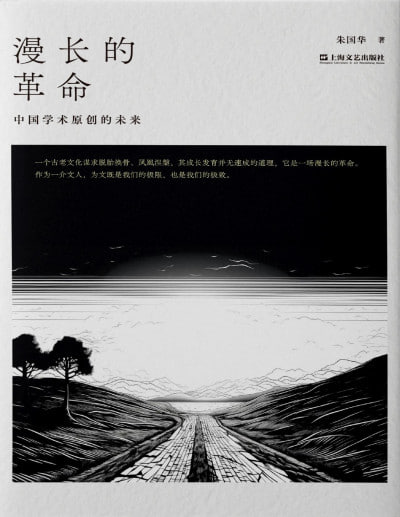 漫长的
革命
中国学术原创的未来
朱国华 著
上海文艺出版社
一个古老文化谋求脱胎换骨、凤凰涅槃，其成长发育并无速成的道理，它是一场漫长的革命。
作为一介文人，为文既是我们的极限，也是我们的极致。